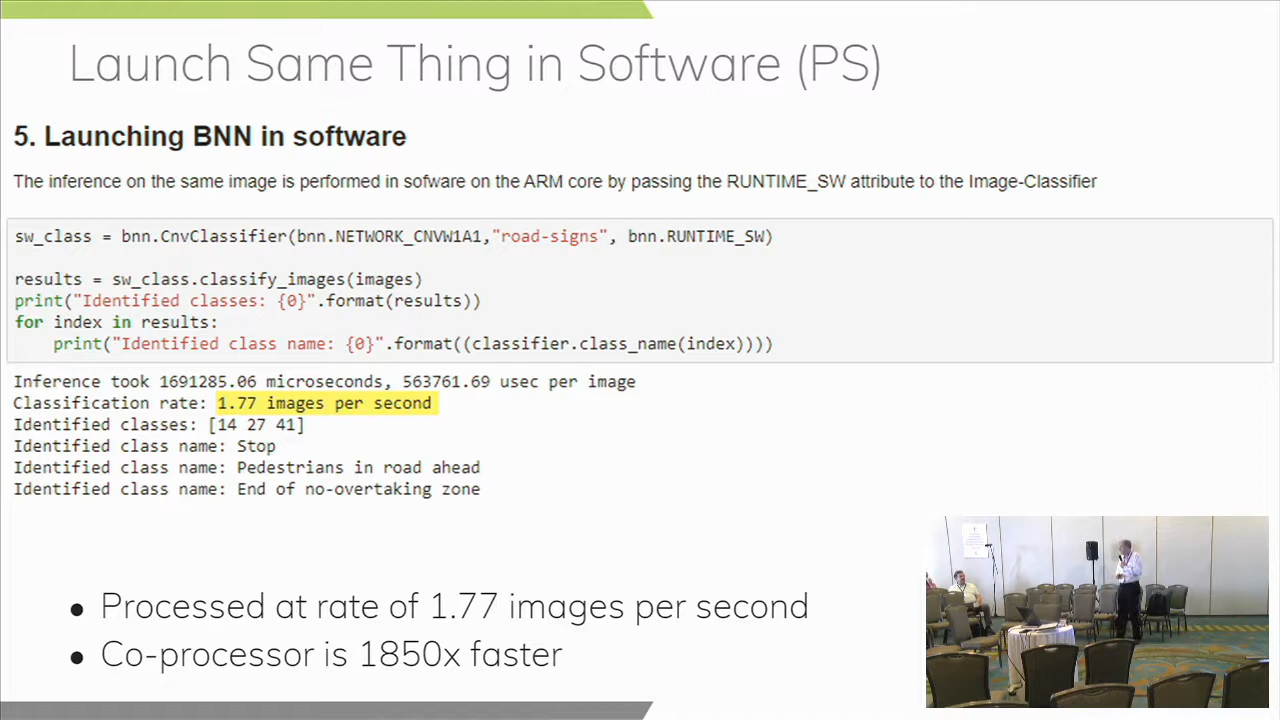 Launch Same Thing in Software (PS)
5. Launching BNN in software
The inference on the same image is performed in sofware on the ARM core by passing the RUNTIME_SW attribute to the Image-Classifier
sw_class = bnn.CnvClassifier(bnn.NETWORK_CNVW1A1,"road-signs", bnn.RUNTIME_SW)
results = sw_class.classify_images(images)
print("Identified classes: {0}".format(results))
for index in results:
    print("Identified class name: {0}".format((classifier.class_name(index))))
Inference took 1691285.06 microseconds, 563761.69 usec per image
Classification rate: 1.77 images per second
Identified classes: [14 27 41]
Identified class name: Stop
Identified class name: Pedestrians in road ahead
Identified class name: End of no-overtaking zone
• Processed at rate of 1.77 images per second
• Co-processor is 1850x faster